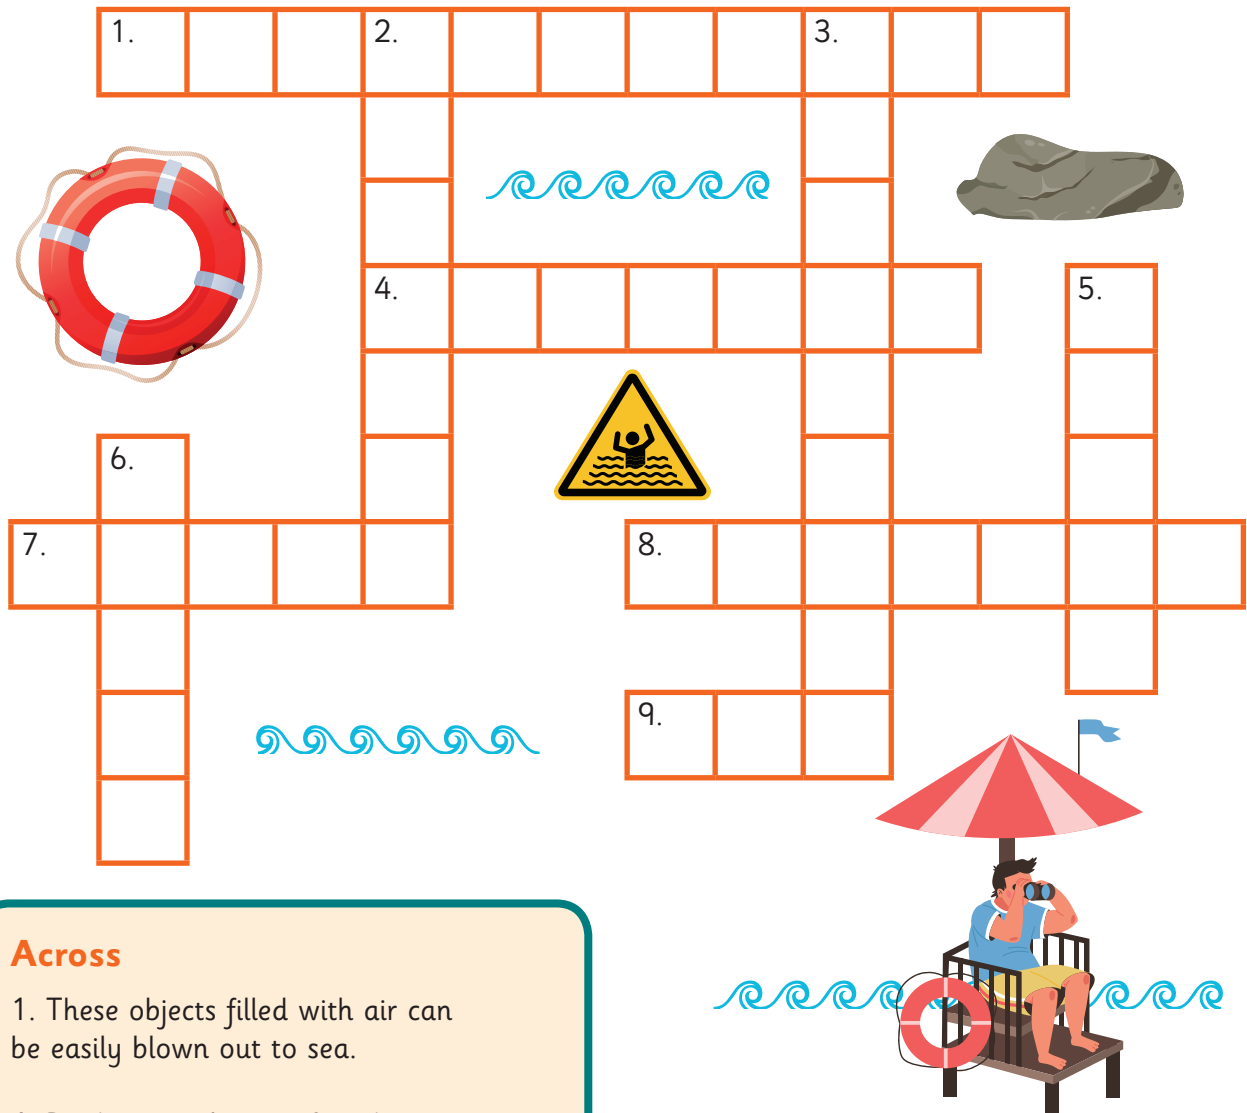 1. 2. 3.
4. 5.
6.
7. 8.
9.
Across
1. These objects filled with air can
be easily blown out to sea.